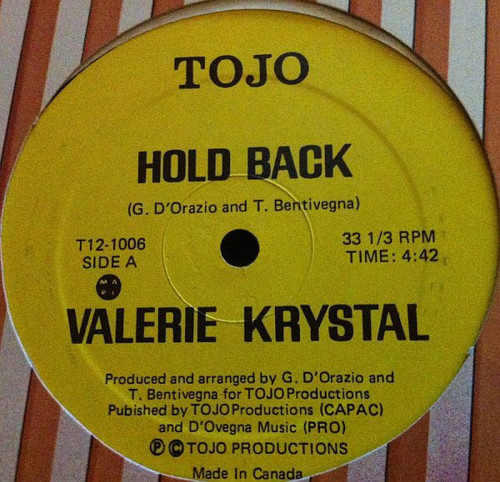 TOJO
HOLD BACK
(G. D'Orazio and T. Bentivegna)
T12-1006
SIDE A
33 1/3 RPM
TIME: 4:42
MA
PL
VALERIE KRYSTAL
Produced and arranged by G. D'Orazio and
T. Bentivegna for TOJO Productions
Pubished by TOJO Productions (CAPAC)
and D'Ovegna Music (PRO)
Ⓟ © TOJO PRODUCTIONS
Made In Canada